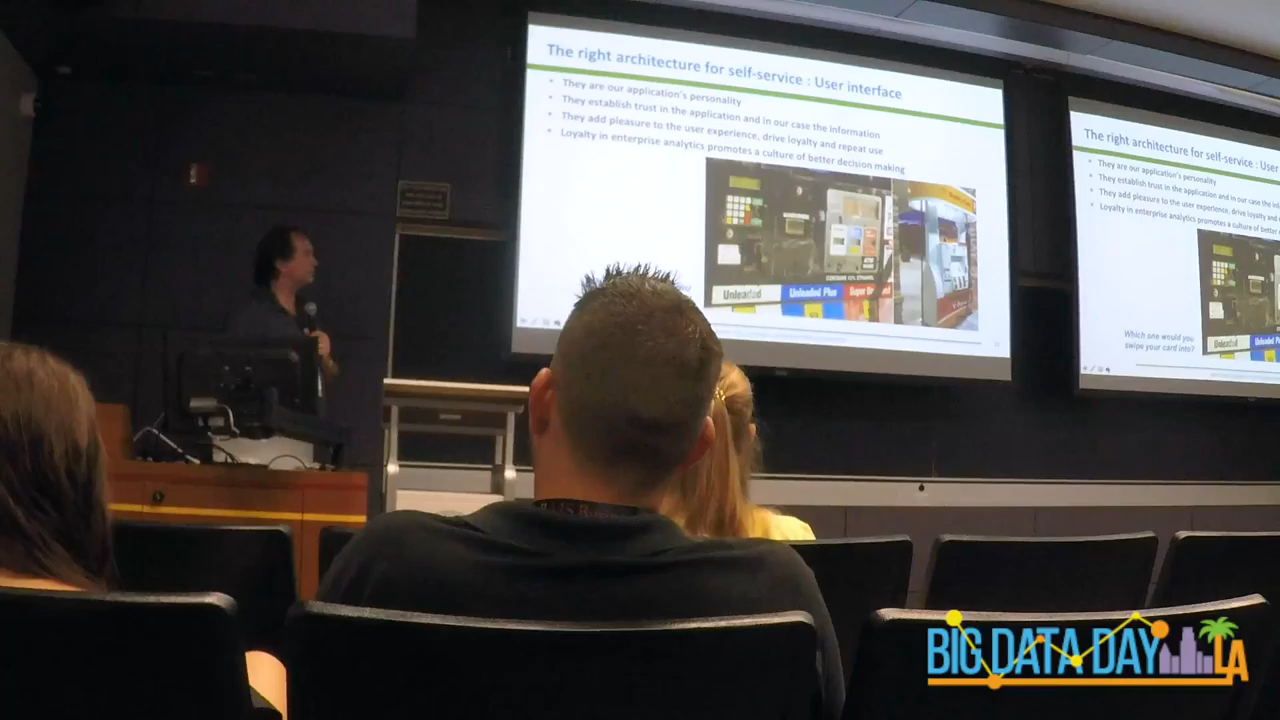 The right architecture for self-service : User interface
They are our application's personality
They establish trust in the application and in our case the information
They add pleasure to the user experience, drive loyalty and repeat use
Loyalty in enterprise analytics promotes a culture of better decision making
CONTAINS 10% ETHANOL
Unleaded
Unleaded Plus
Super
The right architecture for self-service : User
They are our application's personality
They establish trust in the application and in our case the
They add pleasure to the user experience, drive loyalty and
Loyalty in enterprise analytics promotes a culture of better
Which one would you
swipe your card into?
Unleaded
Unleaded
BIG DATA DAY LA